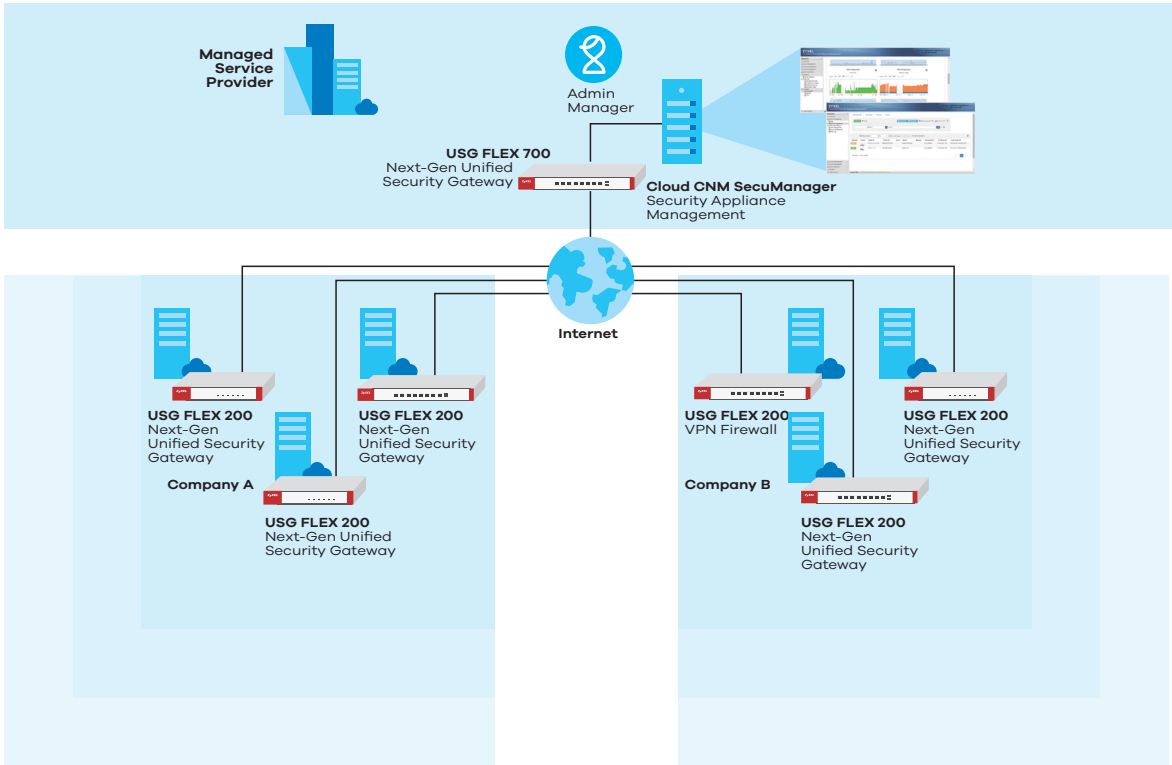 Managed
Service
Provider
Admin
Manager
USG FLEX 700
Next-Gen Unified
Security Gateway
Cloud CNM SecuManager
Security Appliance
Management
Internet
USG FLEX 200
Next-Gen
Unified Security
Gateway
USG FLEX 200
Next-Gen
Unified Security
Gateway
Company A
USG FLEX 200
Next-Gen Unified
Security Gateway
USG FLEX 200
VPN Firewall
USG FLEX 200
Next-Gen
Unified Security
Gateway
Company B
USG FLEX 200
Next-Gen
Unified Security
Gateway